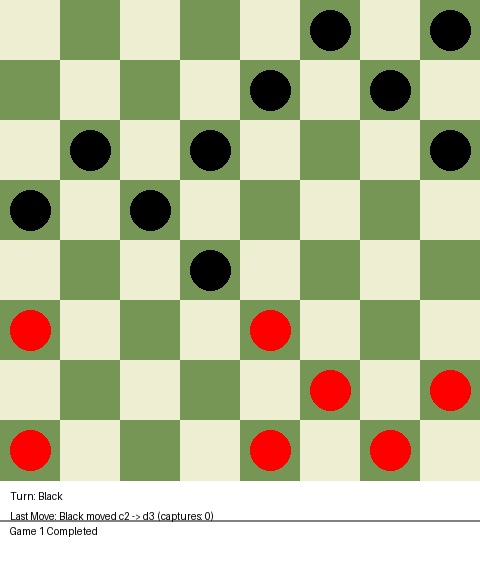 Turn: Black
Last Move: Black moved c2 -> d3 (captures: 0)
Game 1 Completed